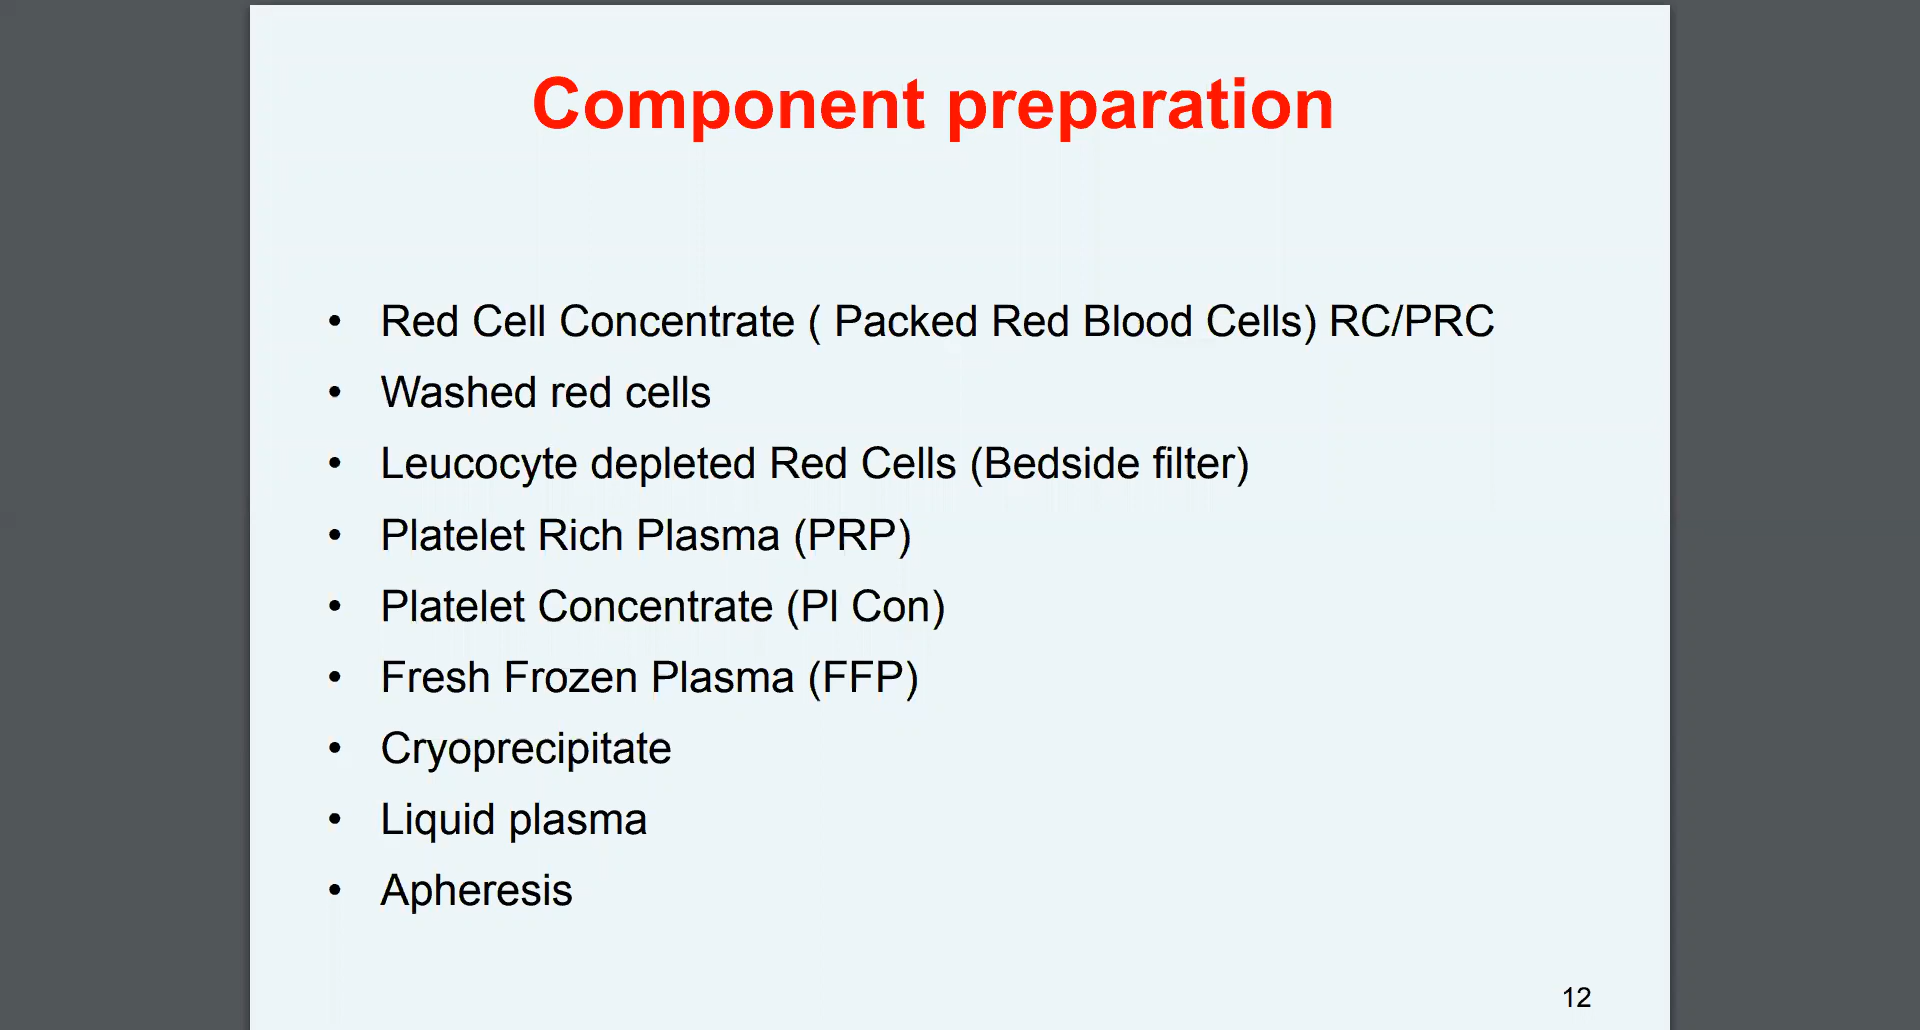 Component preparation
• Red Cell Concentrate ( Packed Red Blood Cells) RC/PRC
• Washed red cells
• Leucocyte depleted Red Cells (Bedside filter)
• Platelet Rich Plasma (PRP)
• Platelet Concentrate (Pl Con)
• Fresh Frozen Plasma (FFP)
• Cryoprecipitate
• Liquid plasma
• Apheresis
12